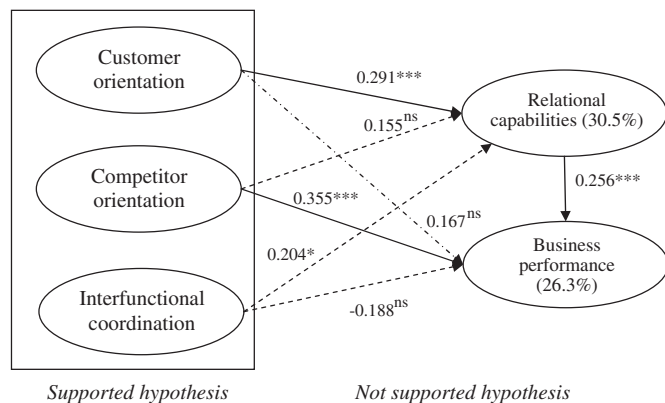 Customer
orientation
0.291***
Relational
capabilities (30.5%)
0.155ns
Competitor
orientation
0.355***
0.256***
0.167ns
0.204*
Business
performance
(26.3%)
Interfunctional
coordination
-0.188ns
Supported hypothesis
Not supported hypothesis